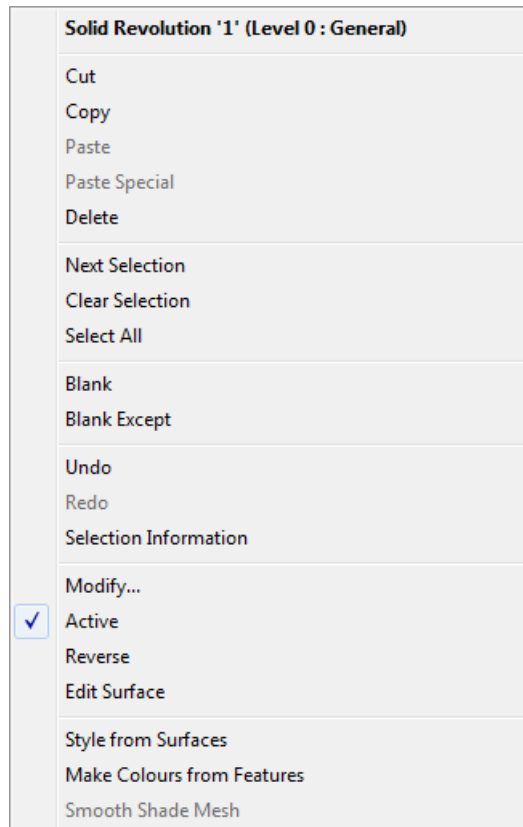 Solid Revolution '1' (Level 0 : General)
Cut
Copy
Paste
Paste Special
Delete
Next Selection
Clear Selection
Select All
Blank
Blank Except
Undo
Redo
Selection Information
Modify...
Active
Reverse
Edit Surface
Style from Surfaces
Make Colours from Features
Smooth Shade Mesh